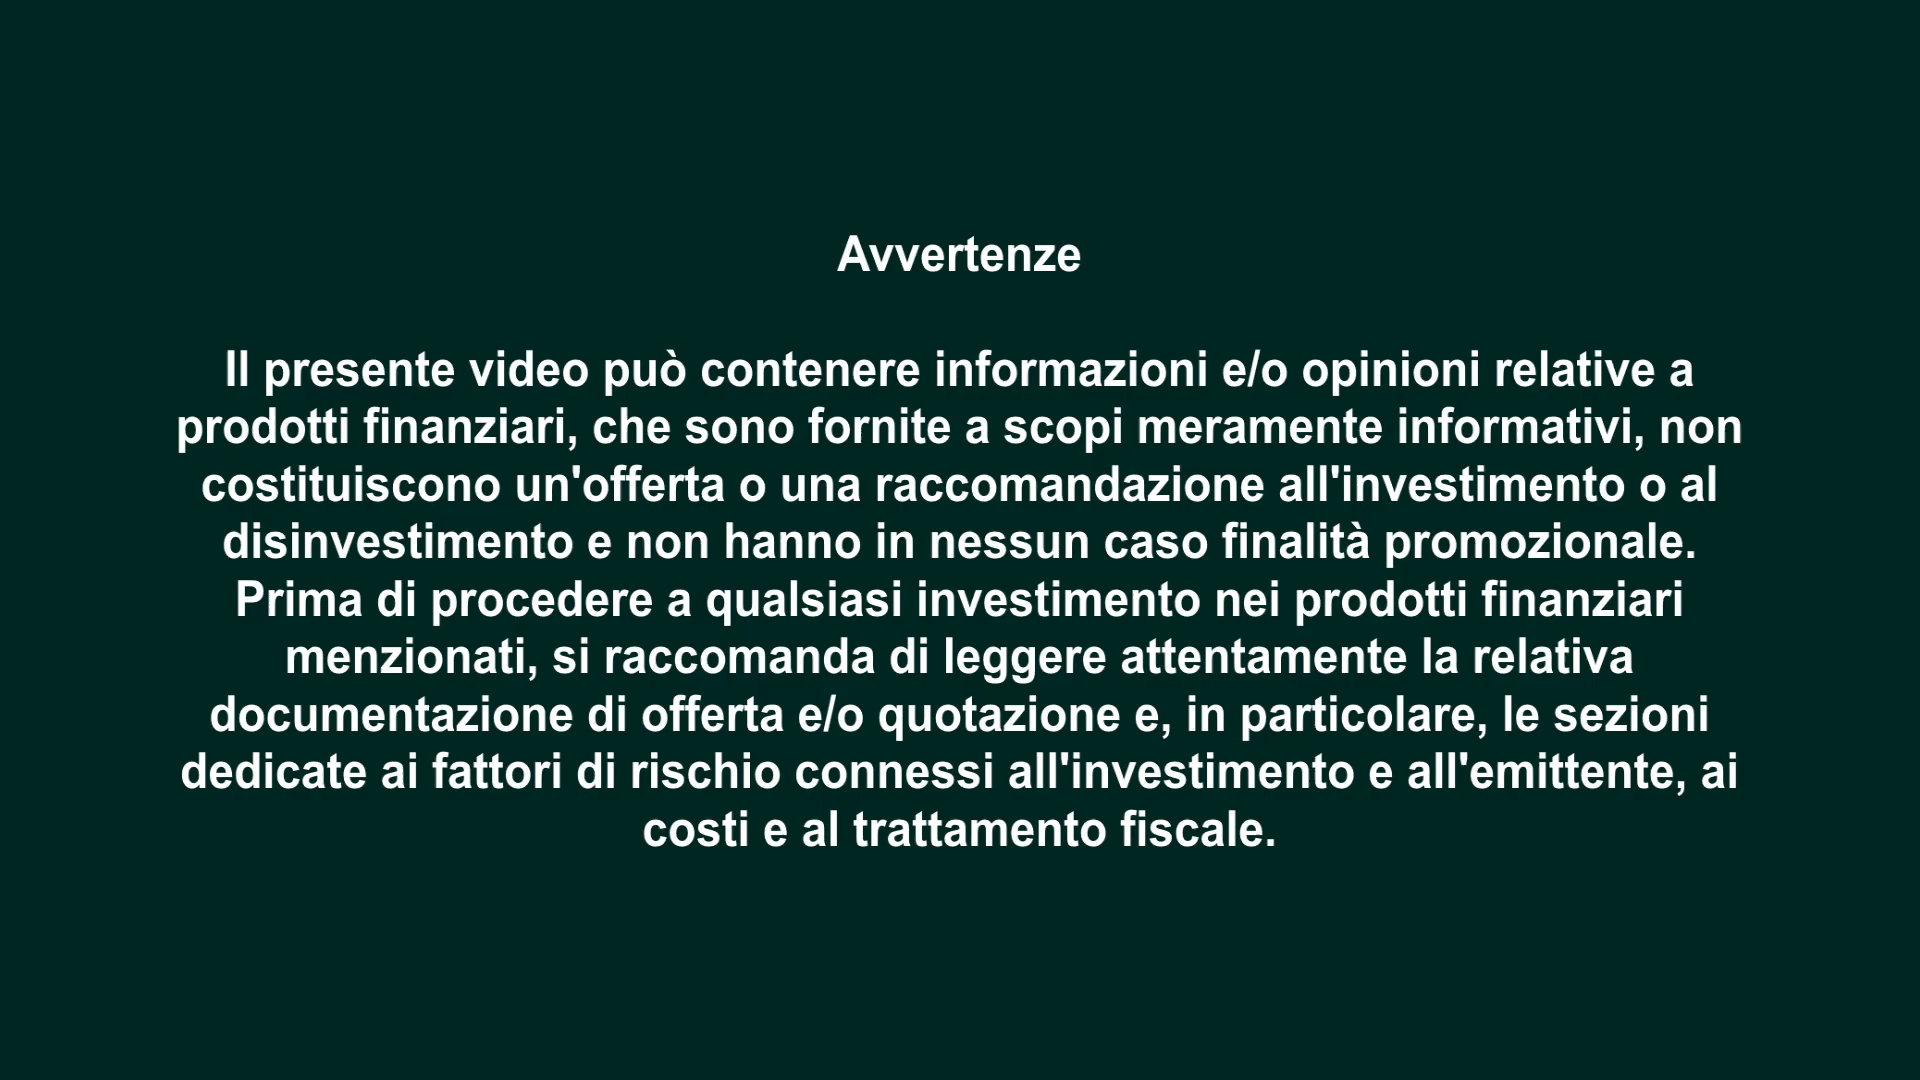 Avvertenze
Il presente video può contenere informazioni e/o opinioni relative a
prodotti finanziari, che sono fornite a scopi meramente informativi, non
costituiscono un'offerta o una raccomandazione all'investimento o al
disinvestimento e non hanno in nessun caso finalità promozionale.
Prima di procedere a qualsiasi investimento nei prodotti finanziari
menzionati, si raccomanda di leggere attentamente la relativa
documentazione di offerta e/o quotazione e, in particolare, le sezioni
dedicate ai fattori di rischio connessi all'investimento e all'emittente, ai
costi e al trattamento fiscale.